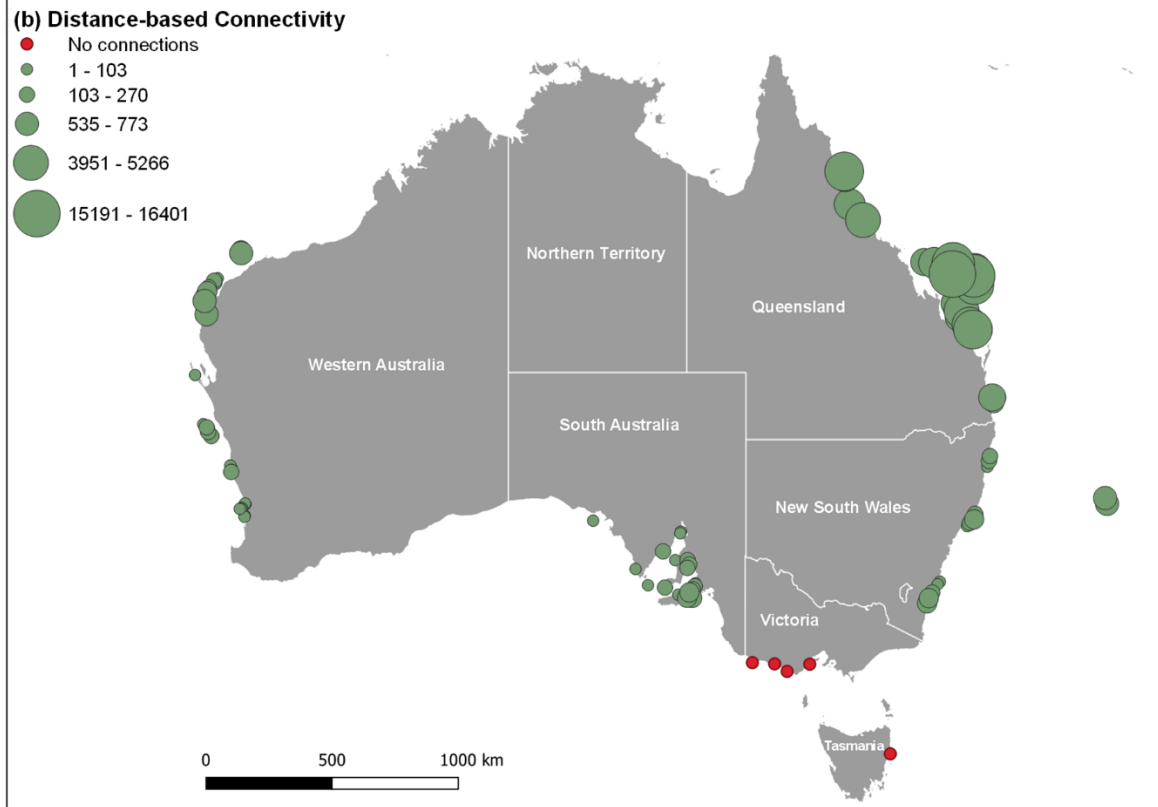 (b) Distance-based Connectivity
No connections
1 - 103
103 - 270
535 - 773
3951 - 5266
15191 - 16401
Northern Territory
Queensland
Western Australia
South Australia
New South Wales
Victoria
Tasmania
0 500 1000 km